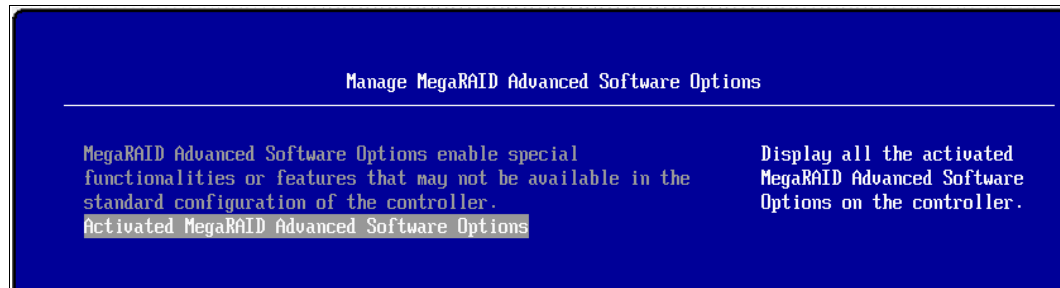 Manage MegaRAID Advanced Software Options
MegaRAID Advanced Software Options enable special
functionalities or features that may not be available in the
standard configuration of the controller.
Activated MegaRAID Advanced Software Options
Display all the activated
MegaRAID Advanced Software
Options on the controller.